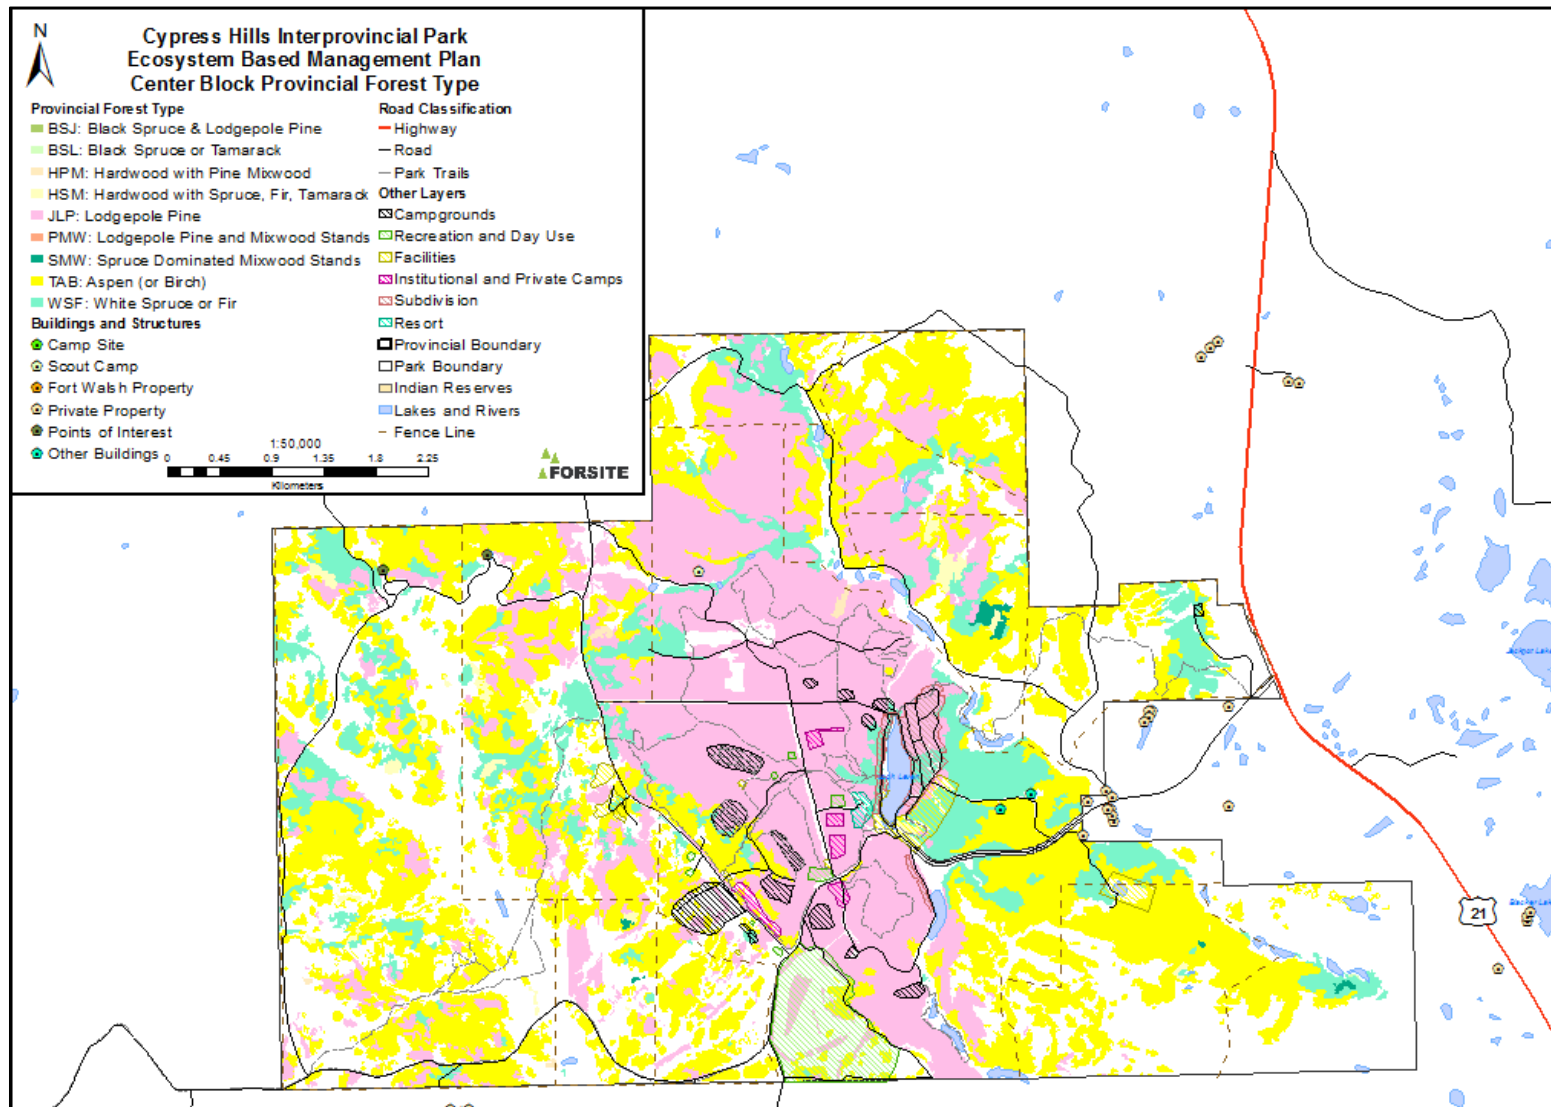 N
Cypress Hills Interprovincial Park
Ecosystem Based Management Plan
Center Block Provincial Forest Type
Provincial Forest Type
BSJ: Black Spruce & Lodgepole Pine
BSL: Black Spruce or Tamarack
HPM: Hardwood with Pine Mixwood
HSM: Hardwood with Spruce, Fir, Tamarack
JLP: Lodgepole Pine
PMW: Lodgepole Pine and Mixwood Stands
SMW: Spruce Dominated Mixwood Stands
TAB: Aspen (or Birch)
WSF: White Spruce or Fir
Buildings and Structures
Camp Site
Scout Camp
Fort Walsh Property
Private Property
Points of Interest
Other Buildings
Road Classification
Highway
Road
Park Trails
Other Layers
Campgrounds
Recreation and Day Use
Facilities
Institutional and Private Camps
Subdivision
Resort
Provincial Boundary
Park Boundary
Indian Reserves
Lakes and Rivers
Fence Line
1:50,000
0 0.45 0.9 1.35 1.8 2.25
Kilometers
FORSITE
21